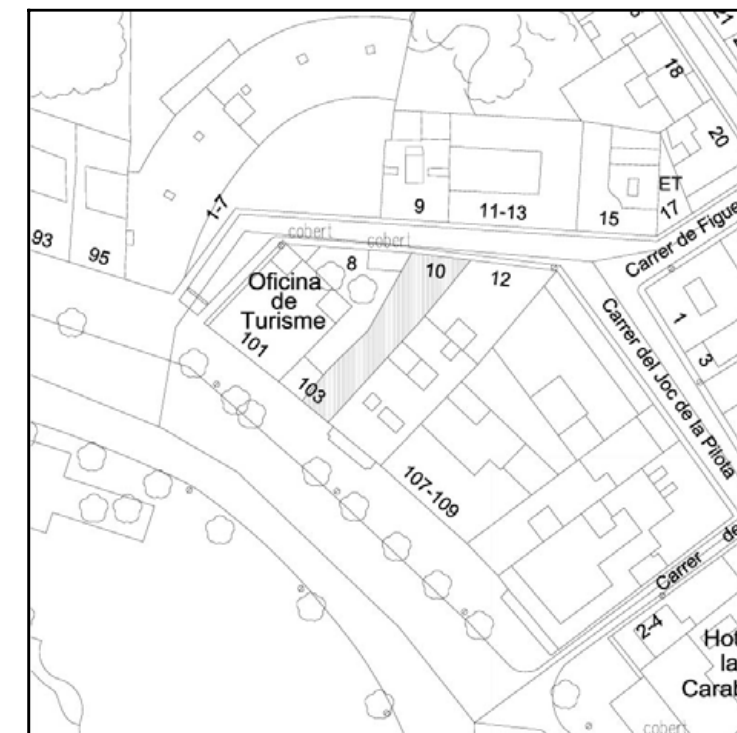 21
18
20
ET
17
15
11-13
9
1-7
93
95
cobert
cobert
8
10
12
Oficina
de
Turisme
101
103
107-109
Carrer de Figue
1
3
Carrer del Joc de la Pilota
Carrer de
2-4
Hot
la
Carab
cobert